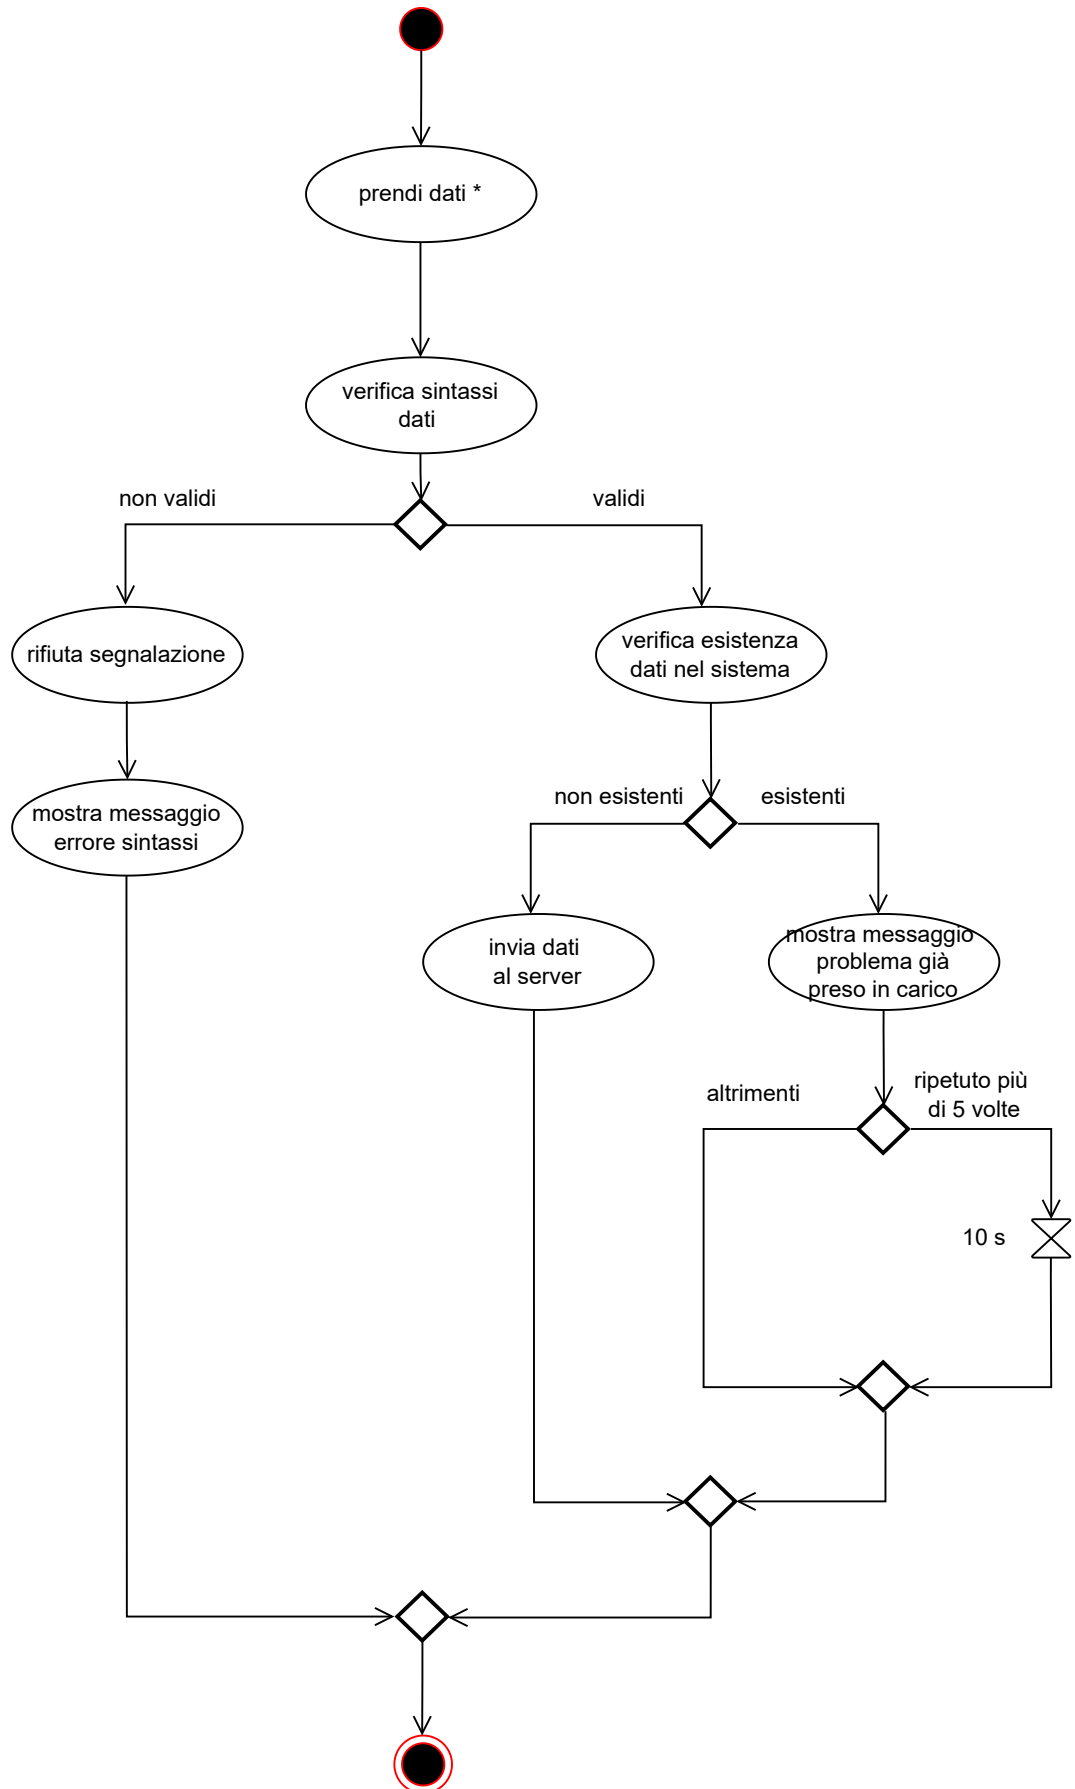 prendi dati *
verifica sintassi
dati
non validi
validi
rifiuta segnalazione
verifica esistenza
dati nel sistema
mostra messaggio
errore sintassi
non esistenti
esistenti
invia dati
al server
mostra messaggio
problema già
preso in carico
altrimenti
ripetuto più
di 5 volte
10 s